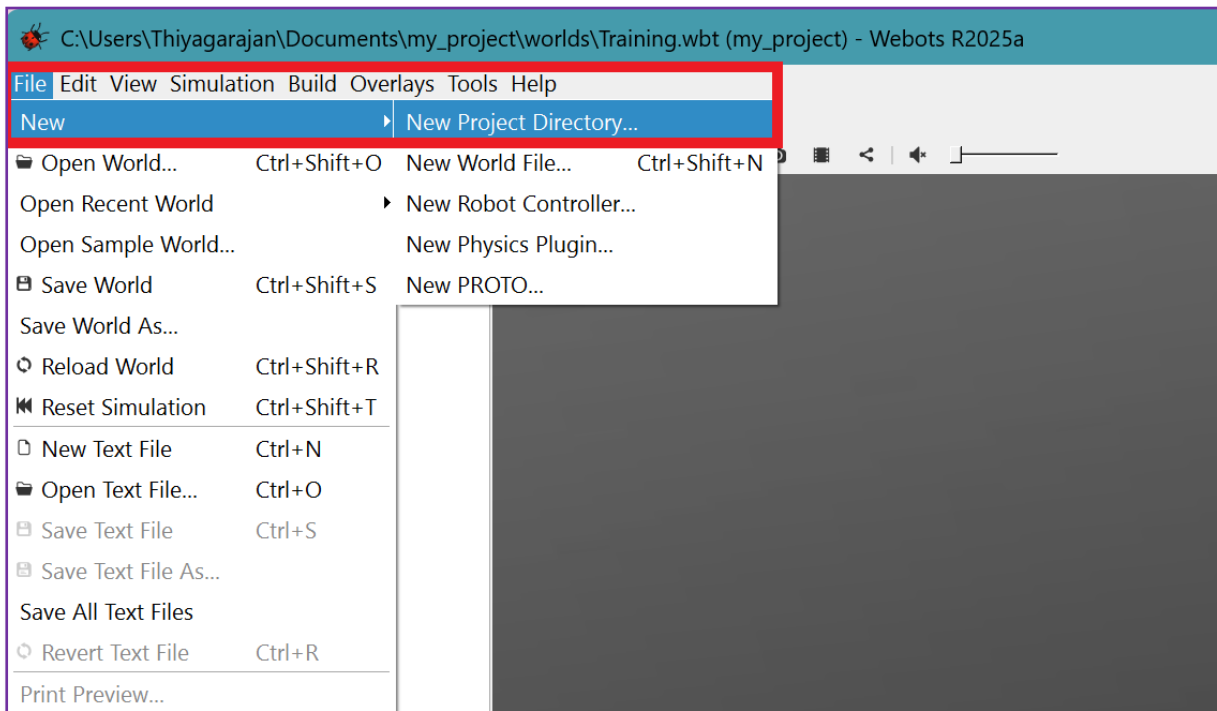 C:\Users\Thiyagarajan\Documents\my_project\worlds\Training.wbt (my_project) - Webots R2025a
File Edit View Simulation Build Overlays Tools Help
New New Project Directory...
Open World... Ctrl+Shift+O New World File... Ctrl+Shift+N
Open Recent World New Robot Controller...
Open Sample World... New Physics Plugin...
Save World Ctrl+Shift+S New PROTO...
Save World As...
Reload World Ctrl+Shift+R
Reset Simulation Ctrl+Shift+T
New Text File Ctrl+N
Open Text File... Ctrl+O
Save Text File Ctrl+S
Save Text File As...
Save All Text Files
Revert Text File Ctrl+R
Print Preview...